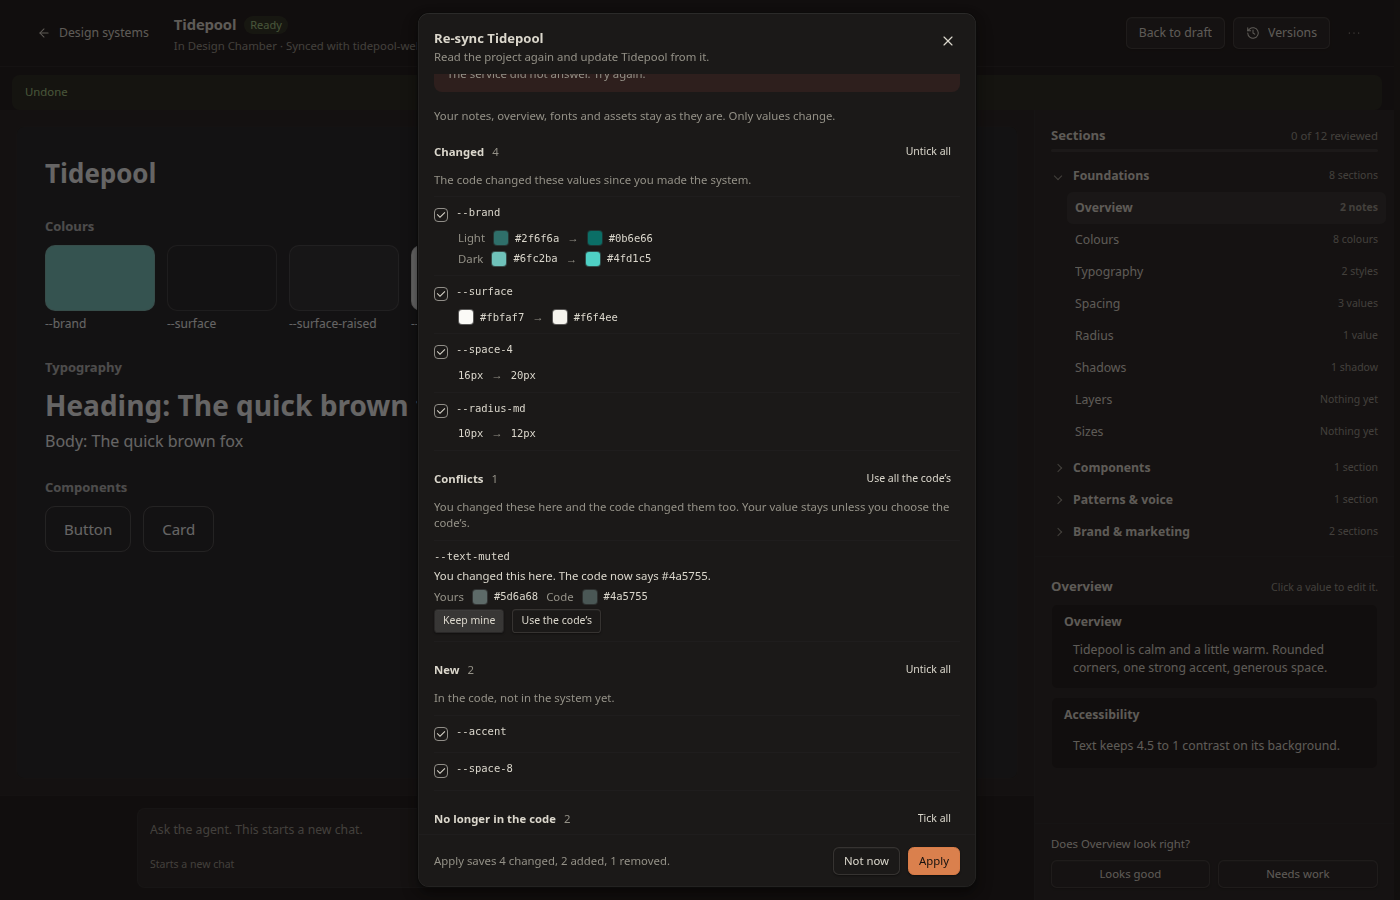 Design systems
Tidepool
Ready
In Design Chamber · Synced with tidepool-we
Back to draft
Versions
Undone
Tidepool
Colours
--brand
--surface
--surface-raised
Typography
Heading: The quick brown
Body: The quick brown fox
Components
Button
Card
Ask the agent. This starts a new chat.
Starts a new chat
Re-sync Tidepool
Read the project again and update Tidepool from it.
The service did not answer. Try again.
Your notes, overview, fonts and assets stay as they are. Only values change.
Changed 4
Untick all
The code changed these values since you made the system.
--brand
Light #2f6f6a → #0b6e66
Dark #6fc2ba → #4fd1c5
--surface
#fbfaf7 → #f6f4ee
--space-4
16px → 20px
--radius-md
10px → 12px
Conflicts 1
Use all the code’s
You changed these here and the code changed them too. Your value stays unless you choose the
code’s.
--text-muted
You changed this here. The code now says #4a5755.
Yours #5d6a68 Code #4a5755
Keep mine
Use the code’s
New 2
Untick all
In the code, not in the system yet.
--accent
--space-8
No longer in the code 2
Tick all
Apply saves 4 changed, 2 added, 1 removed.
Not now
Apply
Sections
0 of 12 reviewed
Foundations
8 sections
Overview
2 notes
Colours
8 colours
Typography
2 styles
Spacing
3 values
Radius
1 value
Shadows
1 shadow
Layers
Nothing yet
Sizes
Nothing yet
Components
1 section
Patterns & voice
1 section
Brand & marketing
2 sections
Overview
Click a value to edit it.
Overview
Tidepool is calm and a little warm. Rounded
corners, one strong accent, generous space.
Accessibility
Text keeps 4.5 to 1 contrast on its background.
Does Overview look right?
Looks good
Needs work